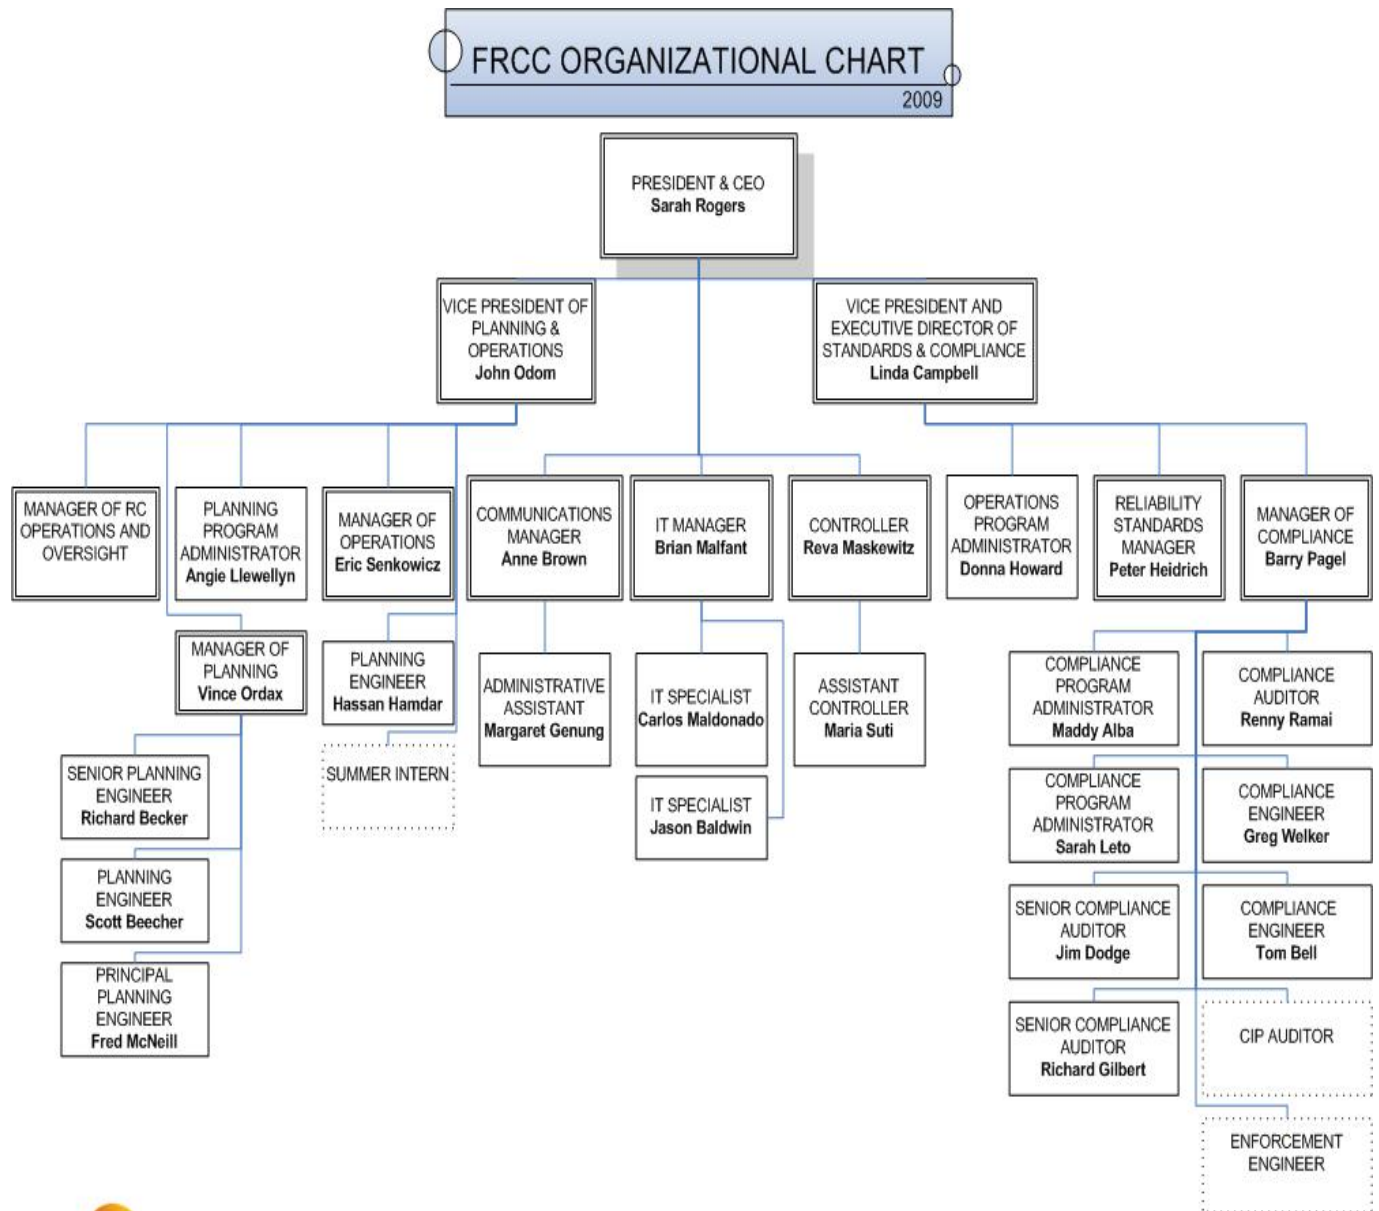 FRCC ORGANIZATIONAL CHART
2009
PRESIDENT & CEO
Sarah Rogers
VICE PRESIDENT OF
PLANNING &
OPERATIONS
John Odom
VICE PRESIDENT AND
EXECUTIVE DIRECTOR OF
STANDARDS & COMPLIANCE
Linda Campbell
MANAGER OF RC
OPERATIONS AND
OVERSIGHT
PLANNING
PROGRAM
ADMINISTRATOR
Angie Llewellyn
MANAGER OF
OPERATIONS
Eric Senkowicz
COMMUNICATIONS
MANAGER
Anne Brown
IT MANAGER
Brian Malfant
CONTROLLER
Reva Maskewitz
OPERATIONS
PROGRAM
ADMINISTRATOR
Donna Howard
RELIABILITY
STANDARDS
MANAGER
Peter Heidrich
MANAGER OF
COMPLIANCE
Barry Pagel
MANAGER OF
PLANNING
Vince Ordax
PLANNING
ENGINEER
Hassan Hamdar
ADMINISTRATIVE
ASSISTANT
Margaret Genung
IT SPECIALIST
Carlos Maldonado
ASSISTANT
CONTROLLER
Maria Suti
COMPLIANCE
PROGRAM
ADMINISTRATOR
Maddy Alba
COMPLIANCE
AUDITOR
Renny Ramai
SENIOR PLANNING
ENGINEER
Richard Becker
SUMMER INTERN
IT SPECIALIST
Jason Baldwin
COMPLIANCE
PROGRAM
ADMINISTRATOR
Sarah Leto
COMPLIANCE
ENGINEER
Greg Welker
PLANNING
ENGINEER
Scott Beecher
SENIOR COMPLIANCE
AUDITOR
Jim Dodge
COMPLIANCE
ENGINEER
Tom Bell
PRINCIPAL
PLANNING
ENGINEER
Fred McNeill
SENIOR COMPLIANCE
AUDITOR
Richard Gilbert
CIP AUDITOR
ENFORCEMENT
ENGINEER